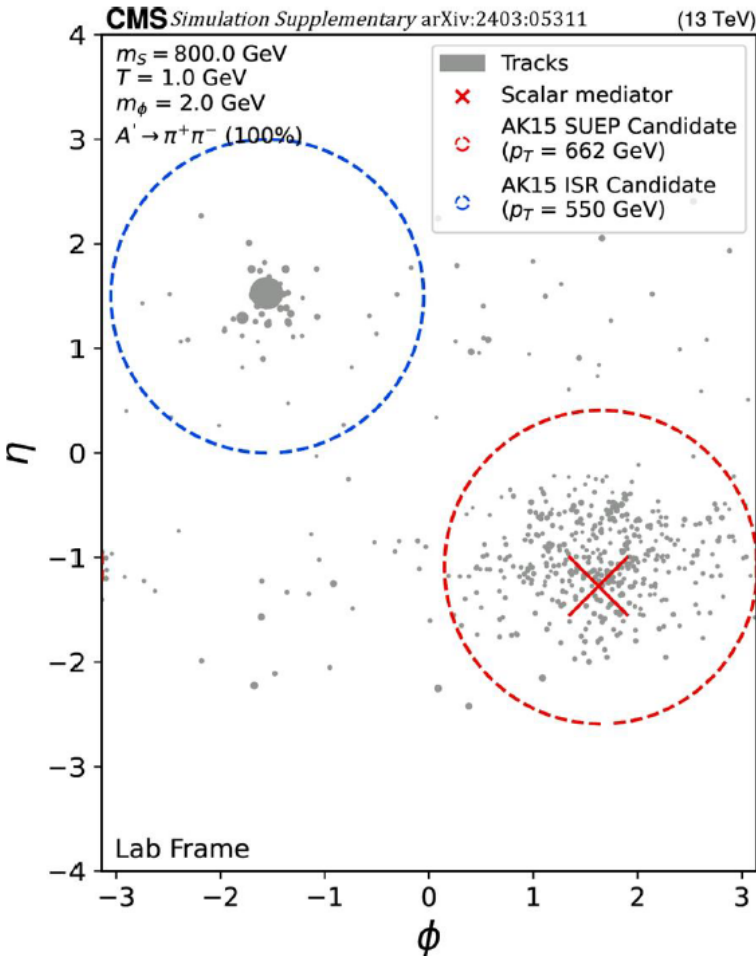 CMS Simulation Supplementary arXiv:2403.05311 (13 TeV)
m_S = 800.0 GeV
T = 1.0 GeV
m_ϕ = 2.0 GeV
A' → π⁺π⁻ (100%)
Tracks
Scalar mediator
AK15 SUEP Candidate
(p_T = 662 GeV)
AK15 ISR Candidate
(p_T = 550 GeV)
4
3
2
1
0
−1
−2
−3
−4
η
Lab Frame
−3 −2 −1 0 1 2 3
ϕ